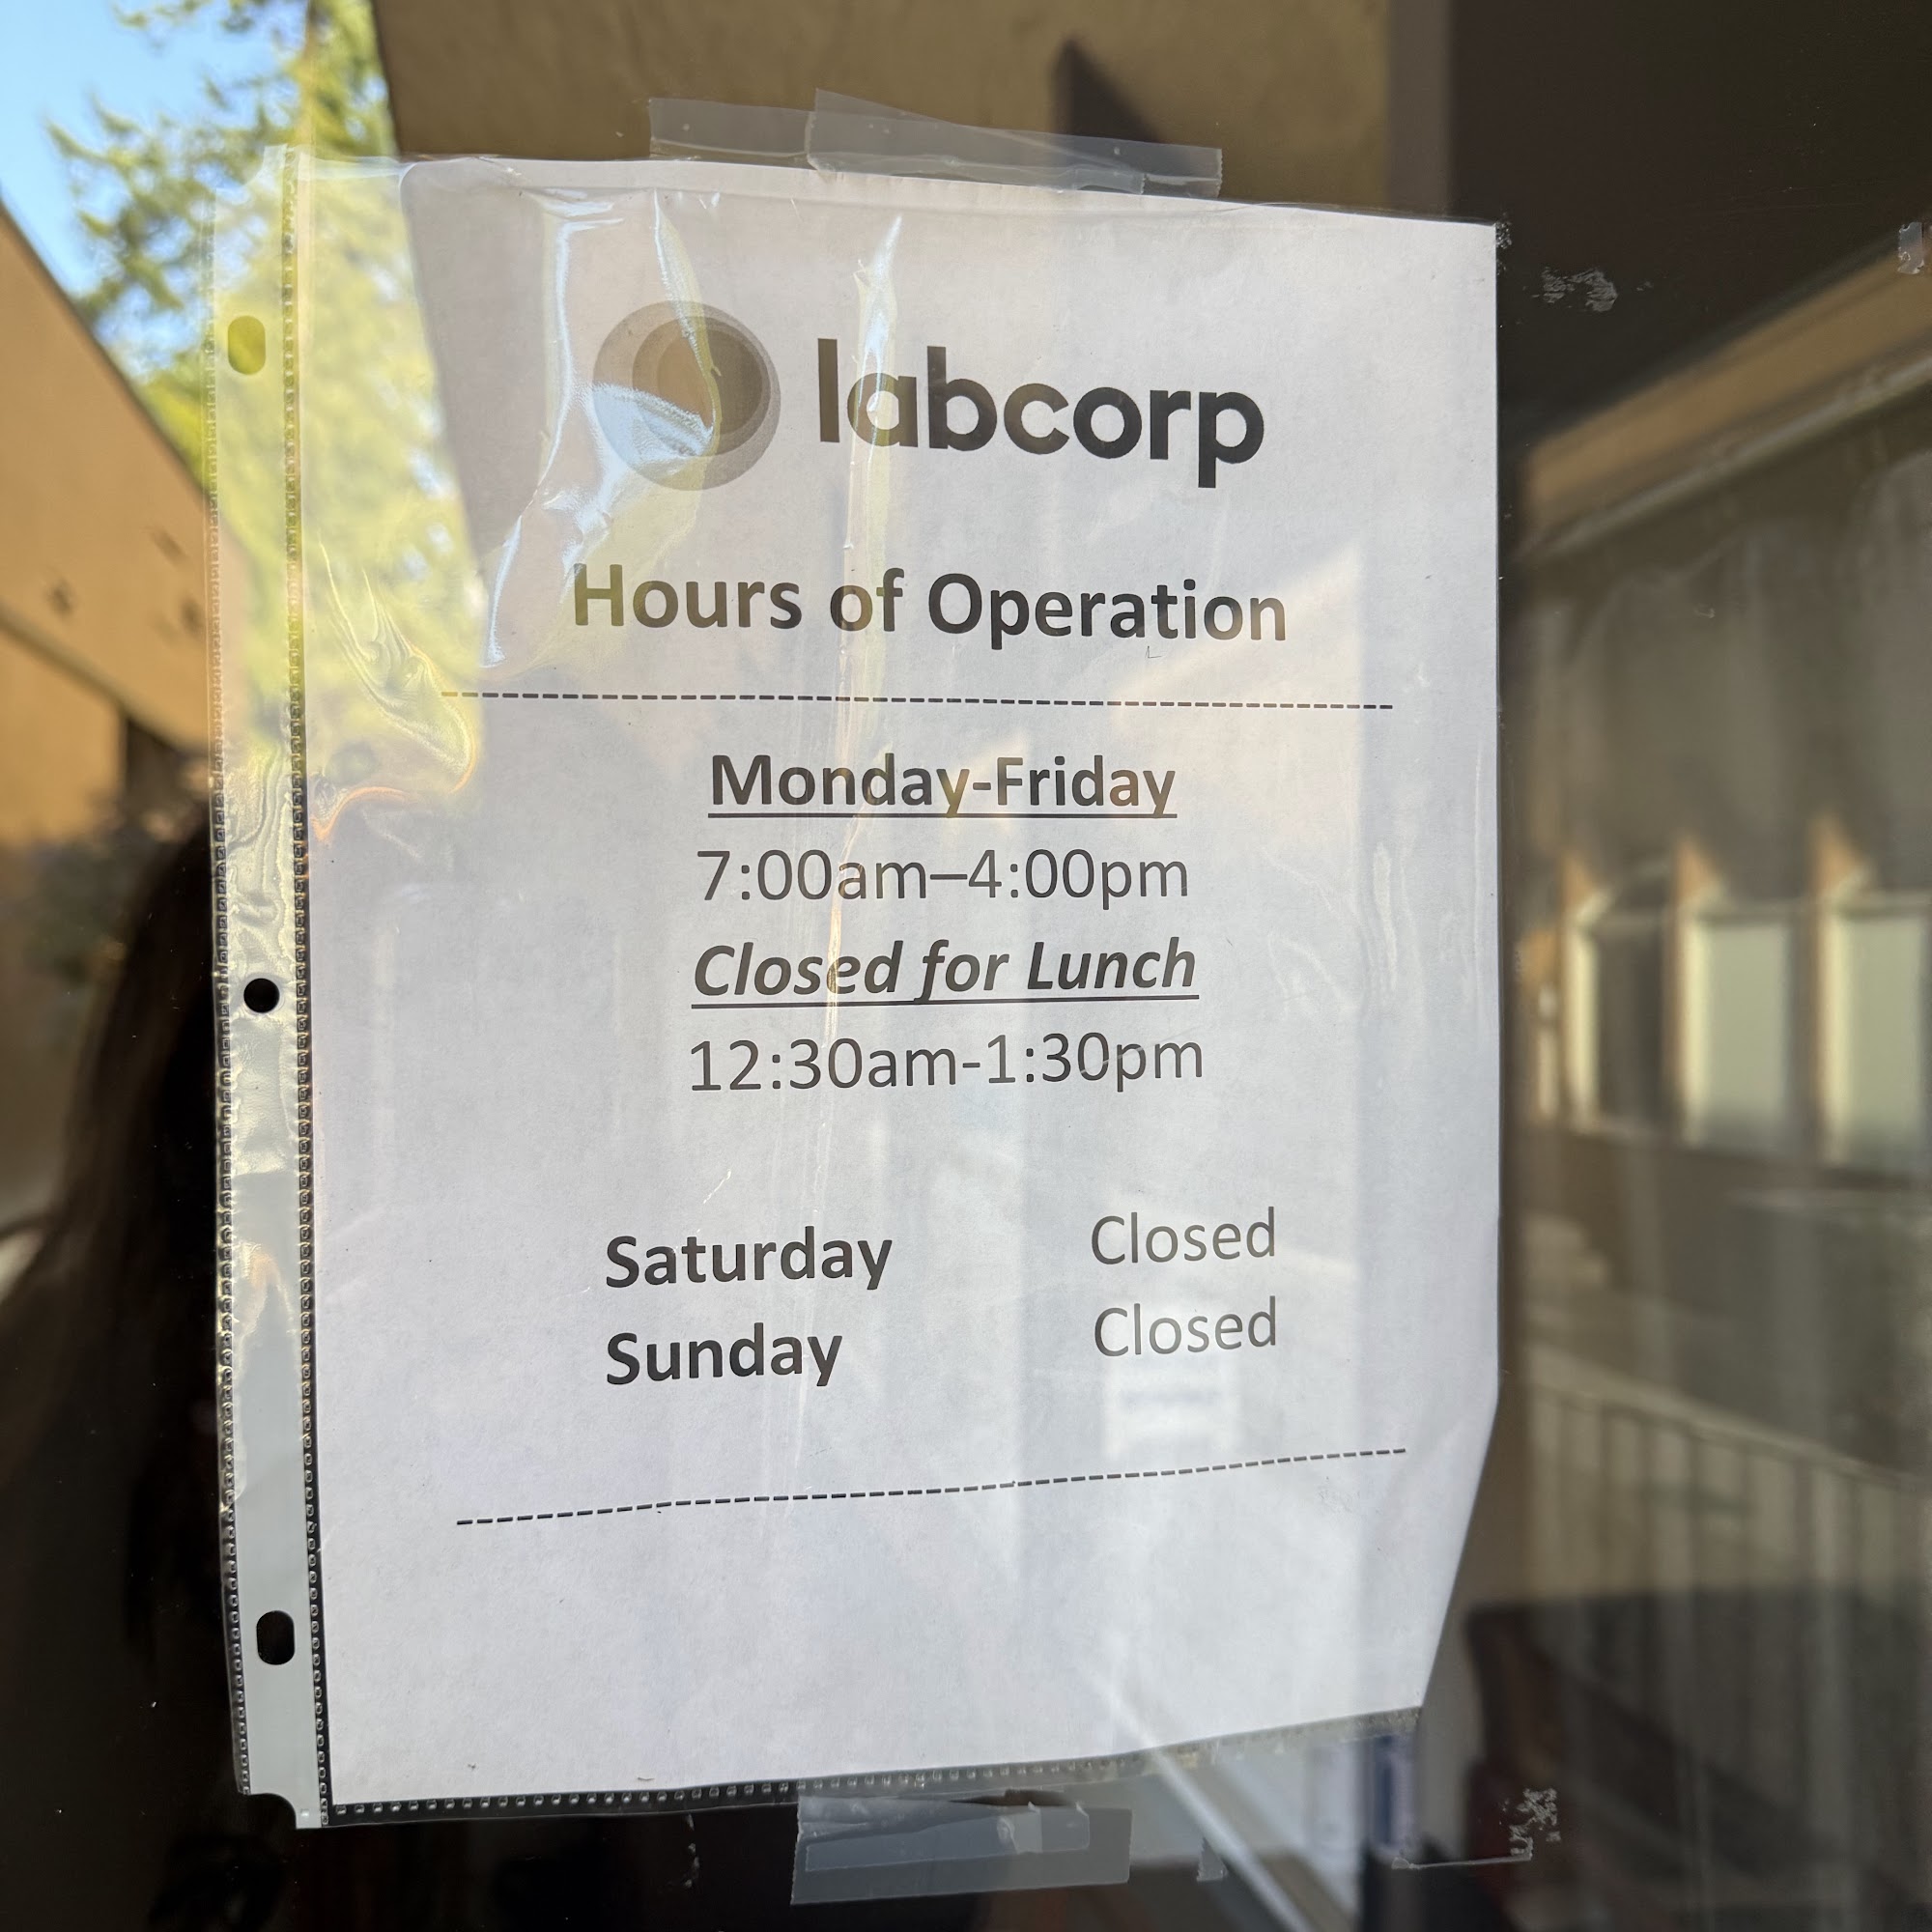 labcorp
Hours of Operation
Monday-Friday
7:00am–4:00pm
Closed for Lunch
12:30am-1:30pm
Saturday Closed
Sunday Closed